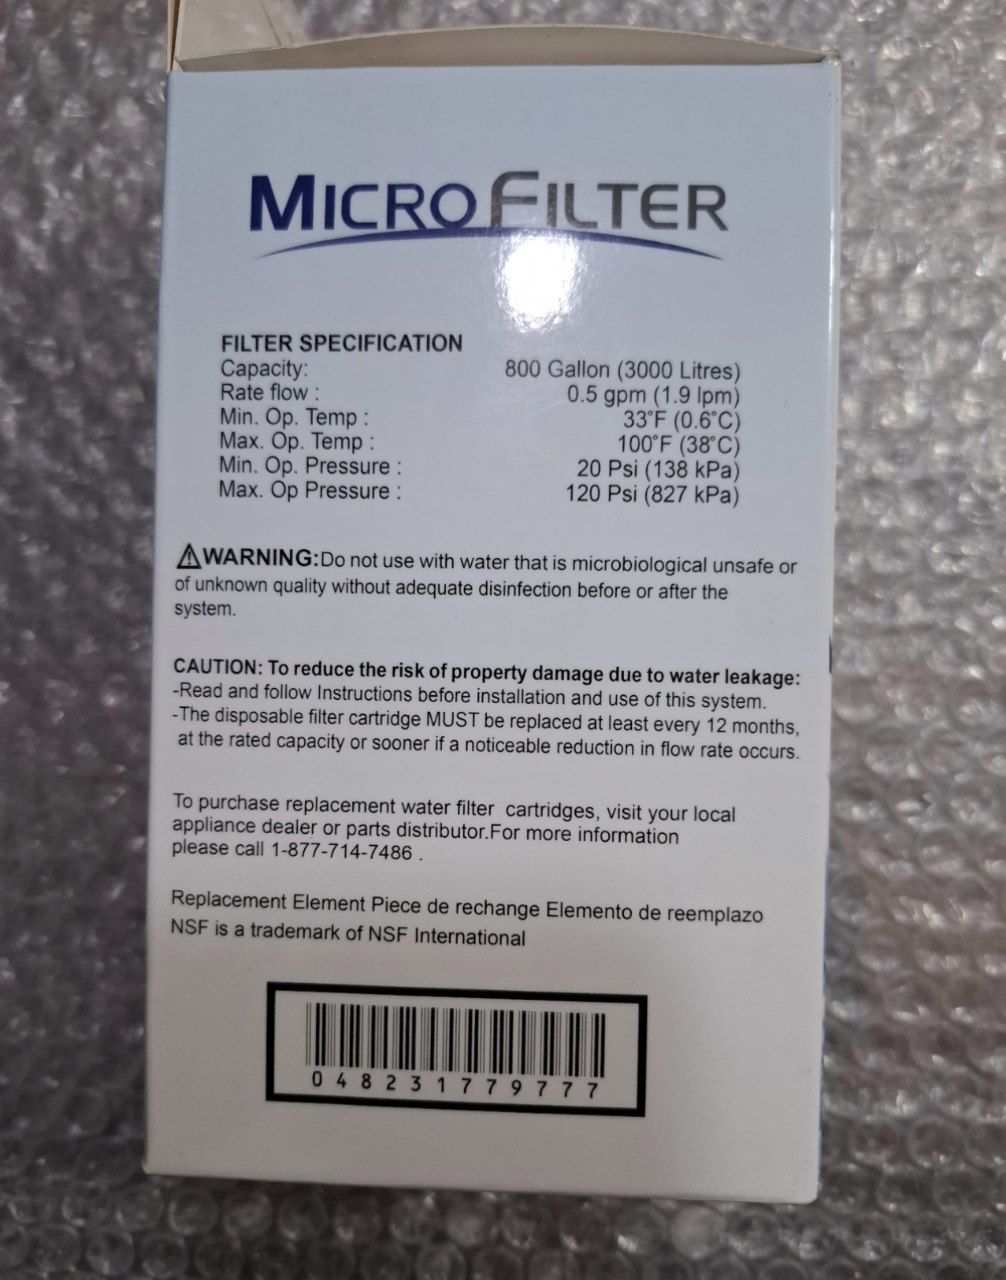 MICRO FILTER
FILTER SPECIFICATION
Capacity: 800 Gallon (3000 Litres)
Rate flow : 0.5 gpm (1.9 lpm)
Min. Op. Temp : 33°F (0.6°C)
Max. Op. Temp : 100°F (38°C)
Min. Op. Pressure : 20 Psi (138 kPa)
Max. Op Pressure : 120 Psi (827 kPa)
WARNING:Do not use with water that is microbiological unsafe or
of unknown quality without adequate disinfection before or after the
system.
CAUTION: To reduce the risk of property damage due to water leakage:
-Read and follow Instructions before installation and use of this system.
-The disposable filter cartridge MUST be replaced at least every 12 months,
at the rated capacity or sooner if a noticeable reduction in flow rate occurs.
To purchase replacement water filter cartridges, visit your local
appliance dealer or parts distributor.For more information
please call 1-877-714-7486 .
Replacement Element Piece de rechange Elemento de reemplazo
NSF is a trademark of NSF International
048231779777